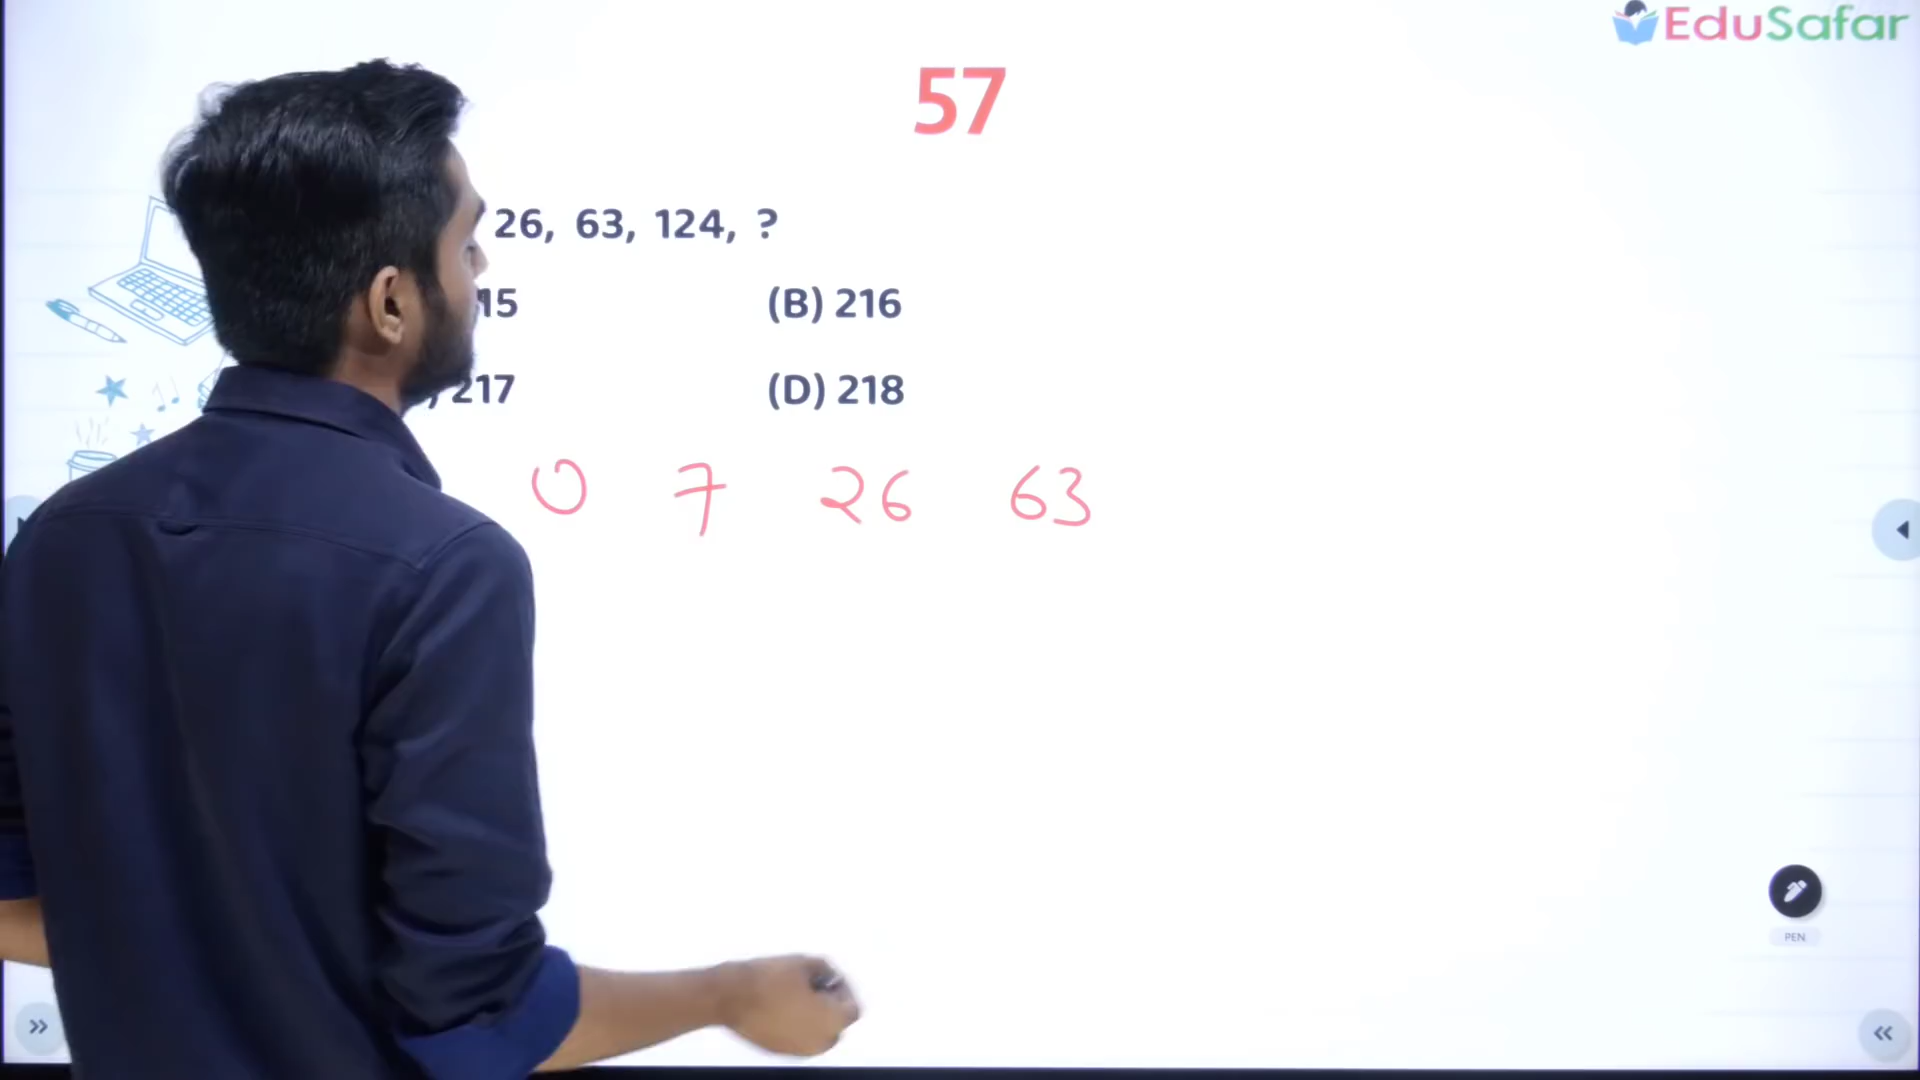 EduSafar
57
26, 63, 124, ?
15 (B) 216
217 (D) 218
0 7 26 63
PEN